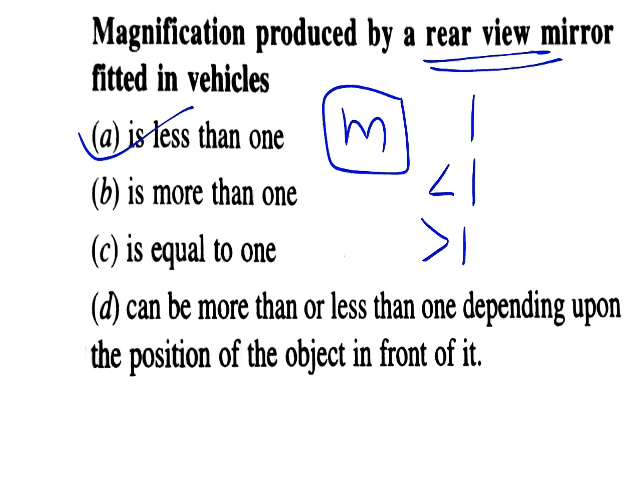 Magnification produced by a rear view mirror
fitted in vehicles
(a) is less than one
m
1
(b) is more than one
< 1
(c) is equal to one
> 1
(d) can be more than or less than one depending upon
the position of the object in front of it.